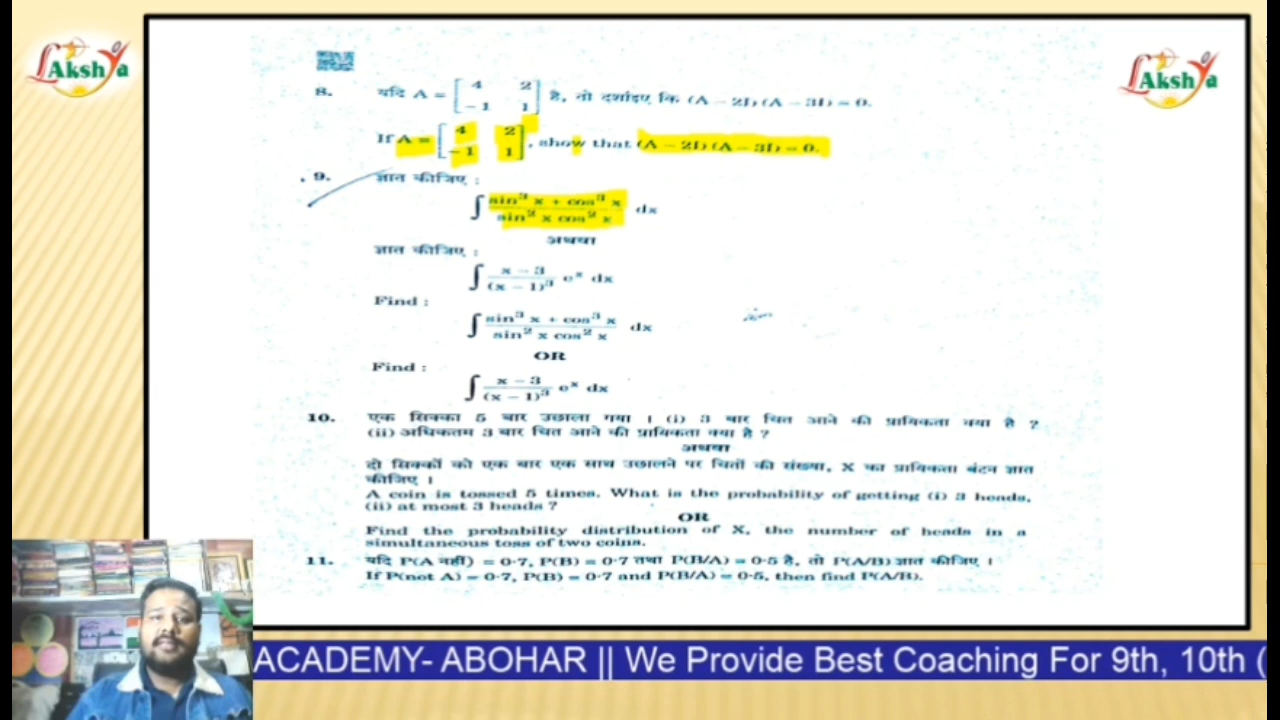 LAkshya
LAkshya
8. यदि A = [ 4 2 ; −1 1 ] है, तो दर्शाइए कि (A − 2I) (A − 3I) = 0.
If A = [ 4 2 ; −1 1 ], show that (A − 2I) (A − 3I) = 0.
9. ज्ञात कीजिए :
∫ (sin³ x + cos³ x) / (sin² x cos² x) dx
अथवा
ज्ञात कीजिए :
∫ (x − 3) / (x − 1)³ eˣ dx
Find :
∫ (sin³ x + cos³ x) / (sin² x cos² x) dx
OR
Find :
∫ (x − 3) / (x − 1)³ eˣ dx
10. एक सिक्का 5 बार उछाला गया । (i) 3 बार चित आने की प्रायिकता क्या है ?
(ii) अधिकतम 3 बार चित आने की प्रायिकता क्या है ?
अथवा
दो सिक्कों को एक बार एक साथ उछालने पर चितों की संख्या, X का प्रायिकता बंटन ज्ञात
कीजिए ।
A coin is tossed 5 times. What is the probability of getting (i) 3 heads,
(ii) at most 3 heads ?
OR
Find the probability distribution of X, the number of heads in a
simultaneous toss of two coins.
11. यदि P(A नहीं) = 0·7, P(B) = 0·7 तथा P(B/A) = 0·5 है, तो P(A/B) ज्ञात कीजिए ।
If P(not A) = 0·7, P(B) = 0·7 and P(B/A) = 0·5, then find P(A/B).
ACADEMY- ABOHAR || We Provide Best Coaching For 9th, 10th (